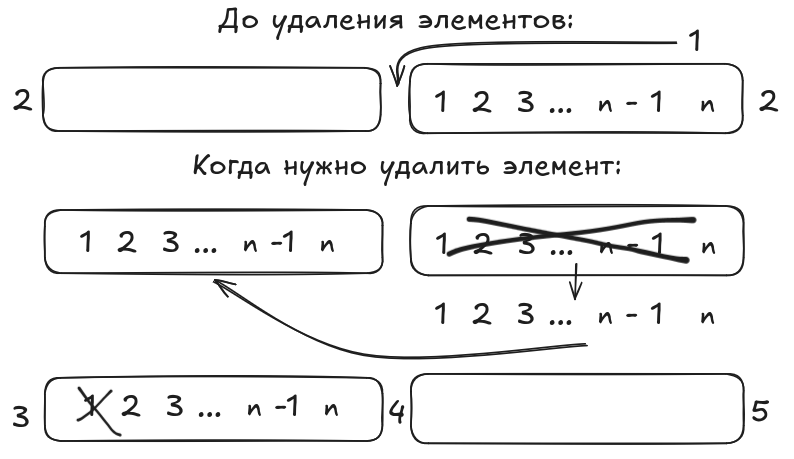 До удаления элементов:
1
2 1 2 3 ... n - 1 n 2
Когда нужно удалить элемент:
1 2 3 ... n -1 n 1 2 3 ... n - 1 n
1 2 3 ... n - 1 n
3 1 2 3 ... n -1 n 4 5